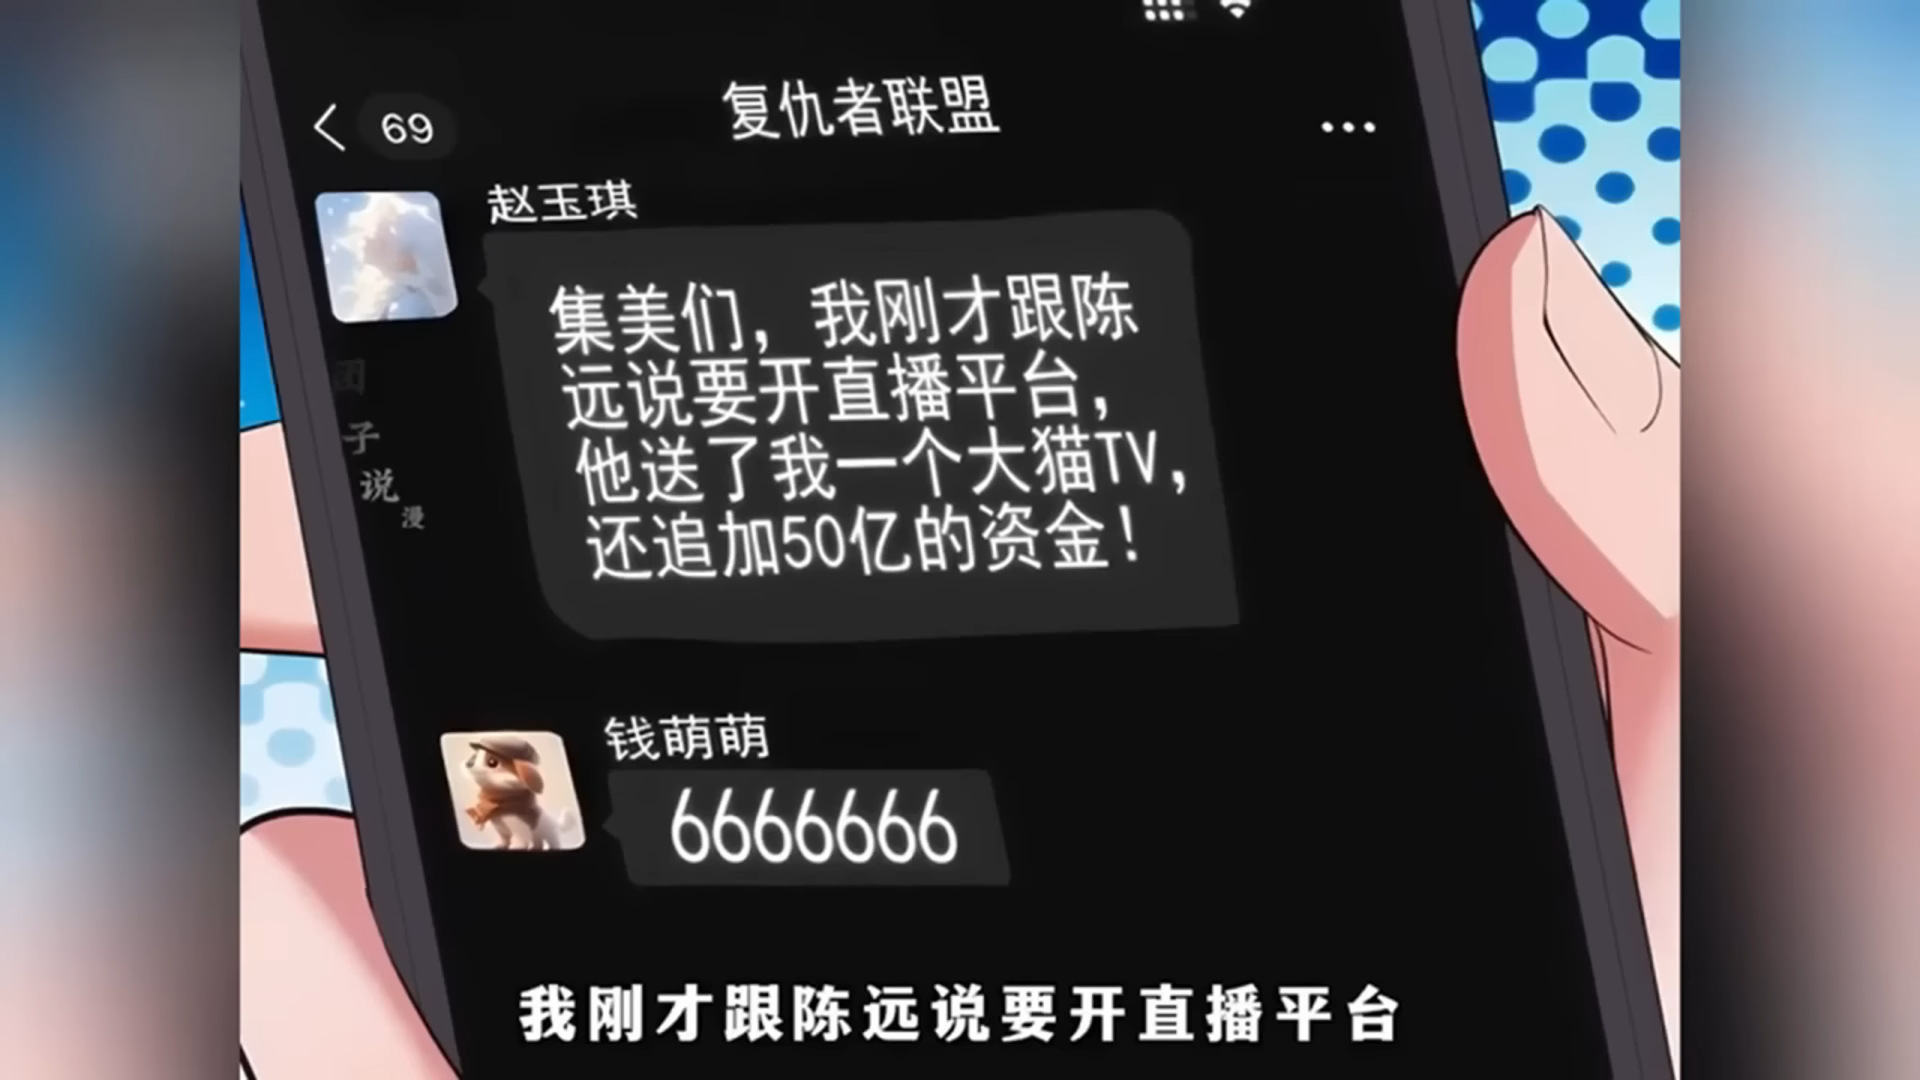 复仇者联盟
69
赵玉琪
集美们，我刚才跟陈
远说要开直播平台，
他送了我一个大猫TV，
还追加50亿的资金！
团
子
说
漫
钱萌萌
6666666
我刚才跟陈远说要开直播平台